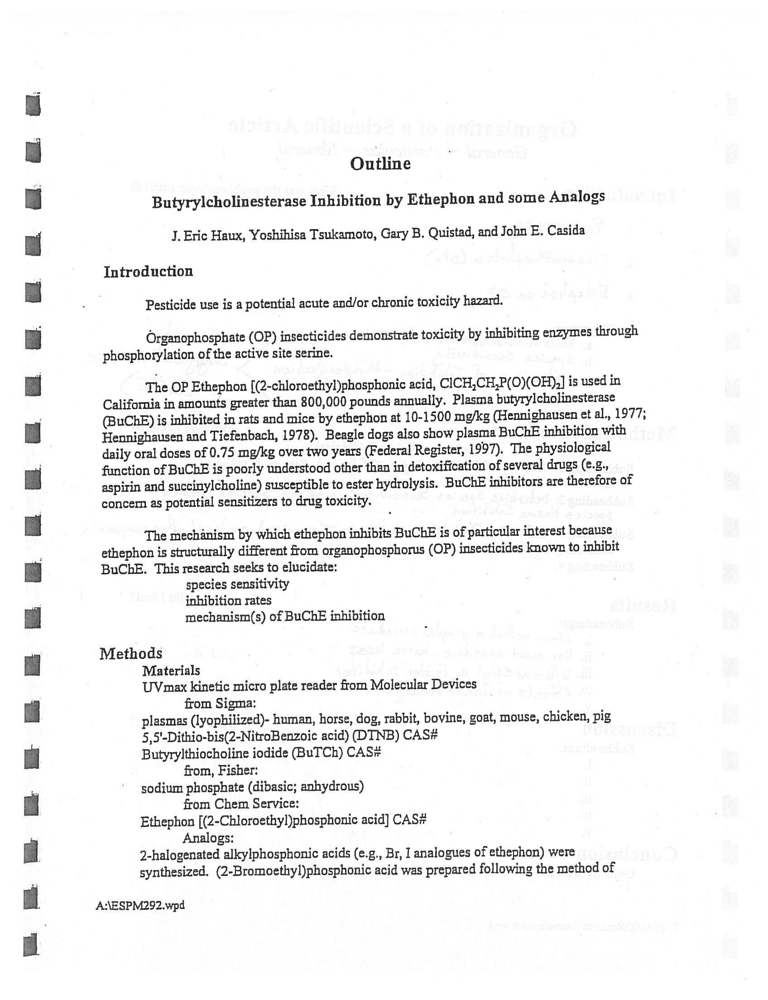 Outline
Butyrylcholinesterase Inhibition by Ethephon and some Analogs
J. Eric Haux, Yoshihisa Tsukamoto, Gary B. Quistad, and John E. Casida
Introduction
Pesticide use is a potential acute and/or chronic toxicity hazard.
Organophosphate (OP) insecticides demonstrate toxicity by inhibiting enzymes through
phosphorylation of the active site serine.
The OP Ethephon [(2-chloroethyl)phosphonic acid, ClCH₂CH₂P(O)(OH)₂] is used in
California in amounts greater than 800,000 pounds annually. Plasma butyrylcholinesterase
(BuChE) is inhibited in rats and mice by ethephon at 10-1500 mg/kg (Hennighausen et al., 1977;
Hennighausen and Tiefenbach, 1978). Beagle dogs also show plasma BuChE inhibition with
daily oral doses of 0.75 mg/kg over two years (Federal Register, 1997). The physiological
function of BuChE is poorly understood other than in detoxification of several drugs (e.g.,
aspirin and succinylcholine) susceptible to ester hydrolysis. BuChE inhibitors are therefore of
concern as potential sensitizers to drug toxicity.
The mechanism by which ethephon inhibits BuChE is of particular interest because
ethephon is structurally different from organophosphorus (OP) insecticides known to inhibit
BuChE. This research seeks to elucidate:
species sensitivity
inhibition rates
mechanism(s) of BuChE inhibition
Methods
Materials
UVmax kinetic micro plate reader from Molecular Devices
from Sigma:
plasmas (lyophilized)- human, horse, dog, rabbit, bovine, goat, mouse, chicken, pig
5,5'-Dithio-bis(2-NitroBenzoic acid) (DTNB) CAS#
Butyrylthiocholine iodide (BuTCh) CAS#
from, Fisher:
sodium phosphate (dibasic; anhydrous)
from Chem Service:
Ethephon [(2-Chloroethyl)phosphonic acid] CAS#
Analogs:
2-halogenated alkylphosphonic acids (e.g., Br, I analogues of ethephon) were
synthesized. (2-Bromoethyl)phosphonic acid was prepared following the method of
A:\ESPM292.wpd